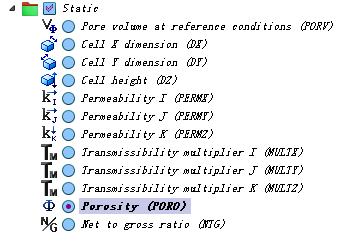 Static
Pore volume at reference conditions (PORV)
Cell X dimension (DX)
Cell Y dimension (DY)
Cell height (DZ)
Permeability I (PERMX)
Permeability J (PERMY)
Permeability K (PERMZ)
Transmissibility multiplier I (MULTX)
Transmissibility multiplier J (MULTY)
Transmissibility multiplier K (MULTZ)
Porosity (PORO)
Net to gross ratio (NTG)